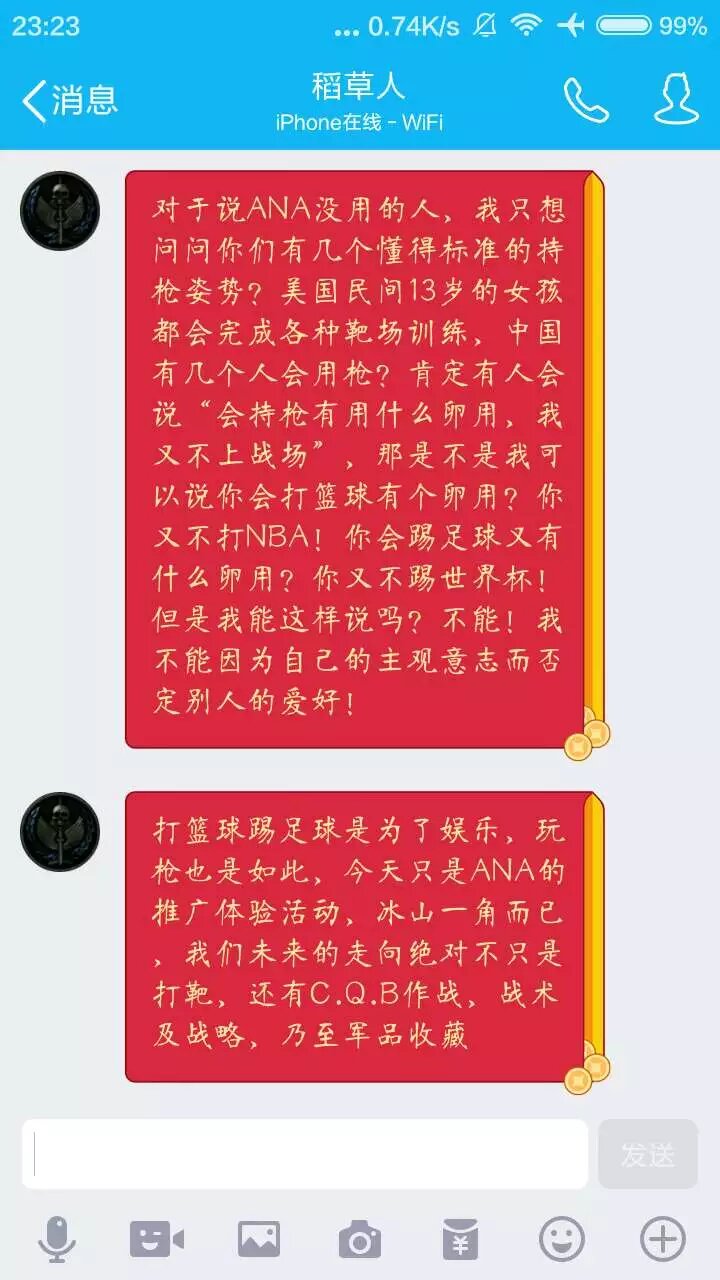 23:23
... 0.74K/s 99%
消息
稻草人
iPhone在线 - WiFi
对于说ANA没用的人，我只想
问问你们有几个懂得标准的持
枪姿势？美国民间13岁的女孩
都会完成各种靶场训练，中国
有几个人会用枪？肯定有人会
说“会持枪有用什么卵用，我
又不上战场”，那是不是我可
以说你会打篮球有个卵用？你
又不打NBA！你会踢足球又有
什么卵用？你又不踢世界杯！
但是我能这样说吗？不能！我
不能因为自己的主观意志而否
定别人的爱好！
打篮球踢足球是为了娱乐，玩
枪也是如此，今天只是ANA的
推广体验活动，冰山一角而已
，我们未来的走向绝对不只是
打靶，还有C.Q.B作战，战术
及战略，乃至军品收藏
发送
¥